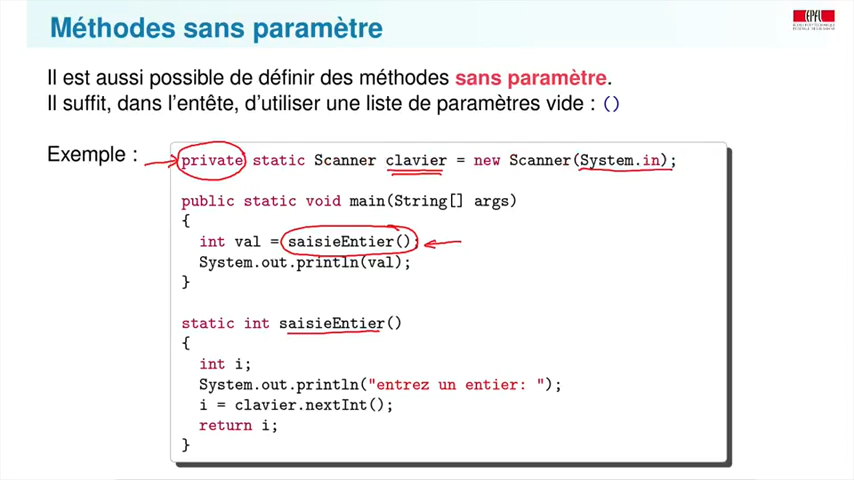 Méthodes sans paramètre
EPFL
Il est aussi possible de définir des méthodes sans paramètre.
Il suffit, dans l'entête, d'utiliser une liste de paramètres vide : ()
Exemple :
private static Scanner clavier = new Scanner(System.in);
public static void main(String[] args)
{
int val = saisieEntier();
System.out.println(val);
}
static int saisieEntier()
{
int i;
System.out.println("entrez un entier: ");
i = clavier.nextInt();
return i;
}